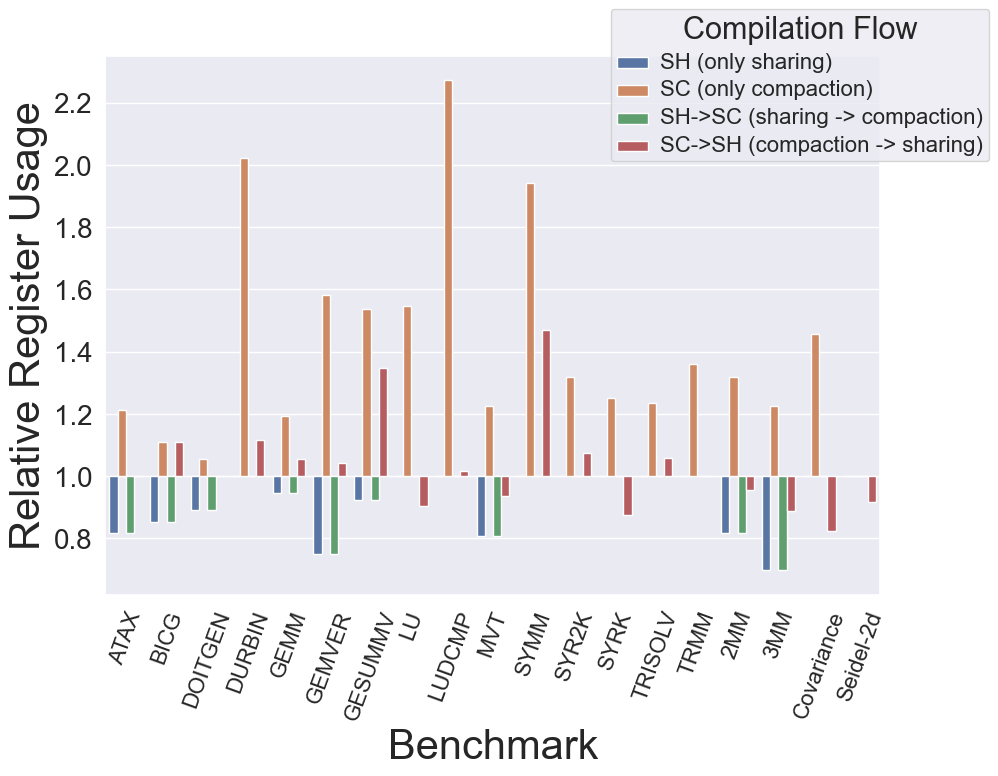 Compilation Flow
SH (only sharing)
SC (only compaction)
SH->SC (sharing -> compaction)
SC->SH (compaction -> sharing)
Relative Register Usage
2.2
2.0
1.8
1.6
1.4
1.2
1.0
0.8
ATAX
BICG
DOITGEN
DURBIN
GEMM
GEMVER
GESUMMV
LU
LUDCMP
MVT
SYMM
SYR2K
SYRK
TRISOLV
TRMM
2MM
3MM
Covariance
Seidel-2d
Benchmark